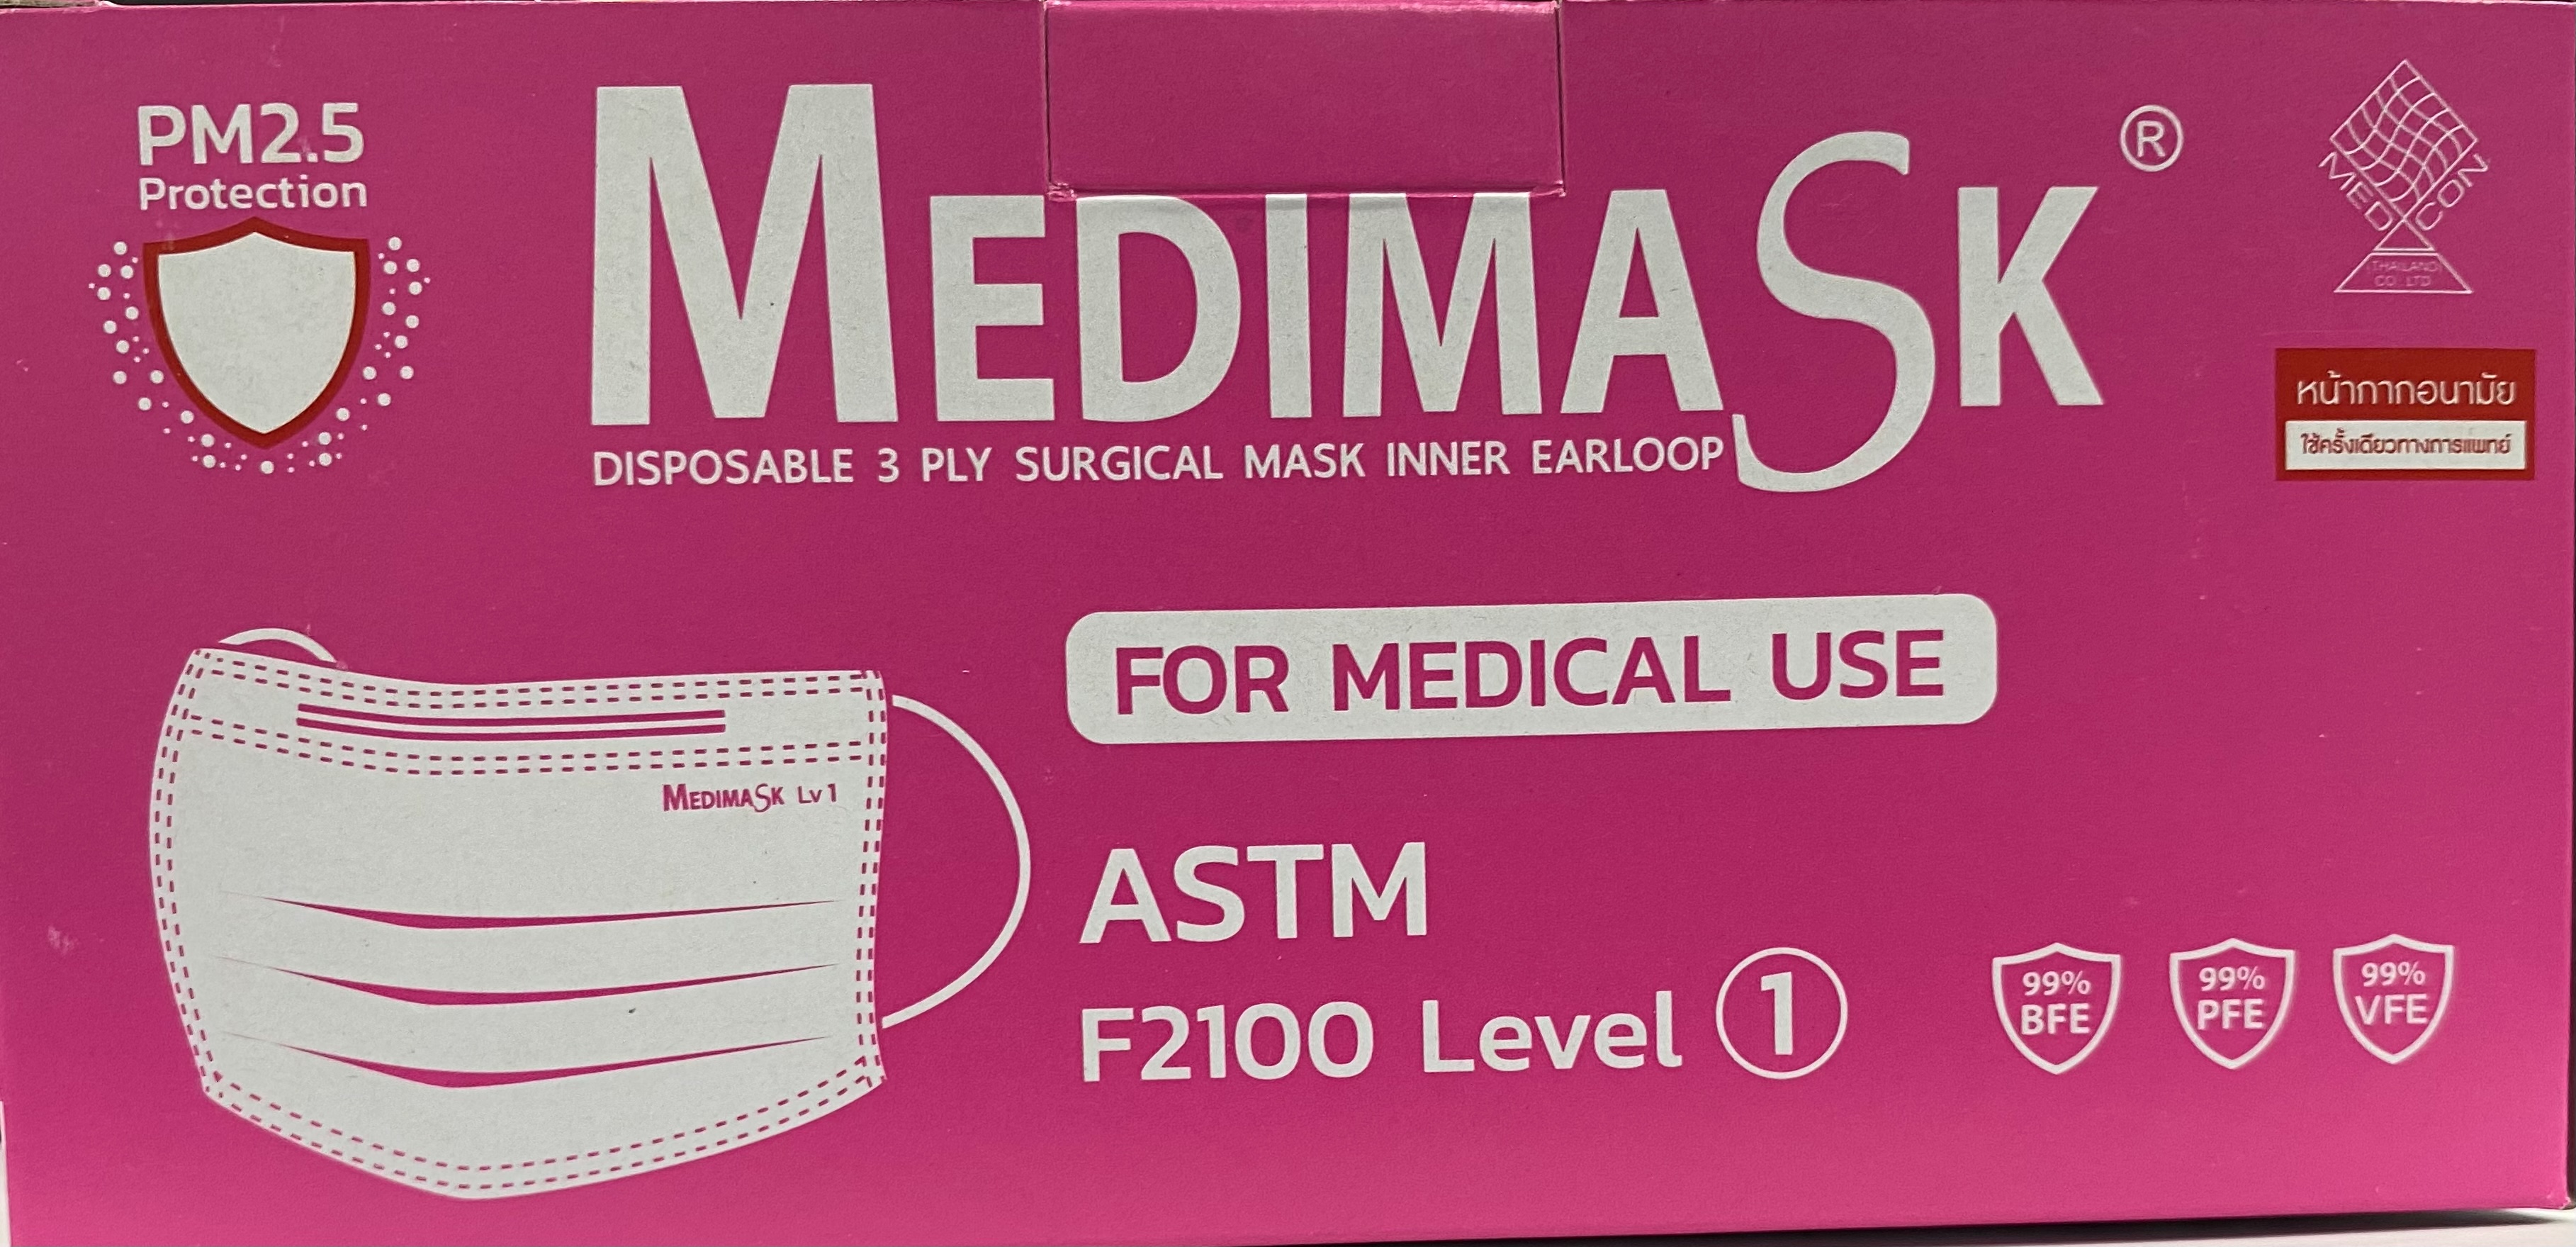 PM2.5
Protection
MEDIMASK ®
DISPOSABLE 3 PLY SURGICAL MASK INNER EARLOOP
MEDICON
(THAILAND)
CO., LTD
หน้ากากอนามัย
ใช้ครั้งเดียวทางการแพทย์
FOR MEDICAL USE
MEDIMASK Lv 1
ASTM
F2100 Level 1
99%
BFE
99%
PFE
99%
VFE